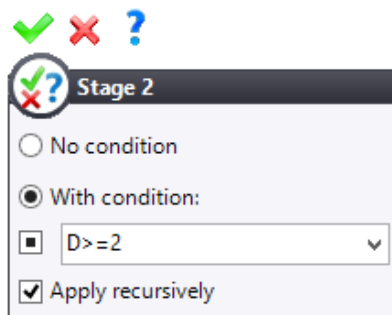 Stage 2
No condition
With condition:
D>=2
Apply recursively